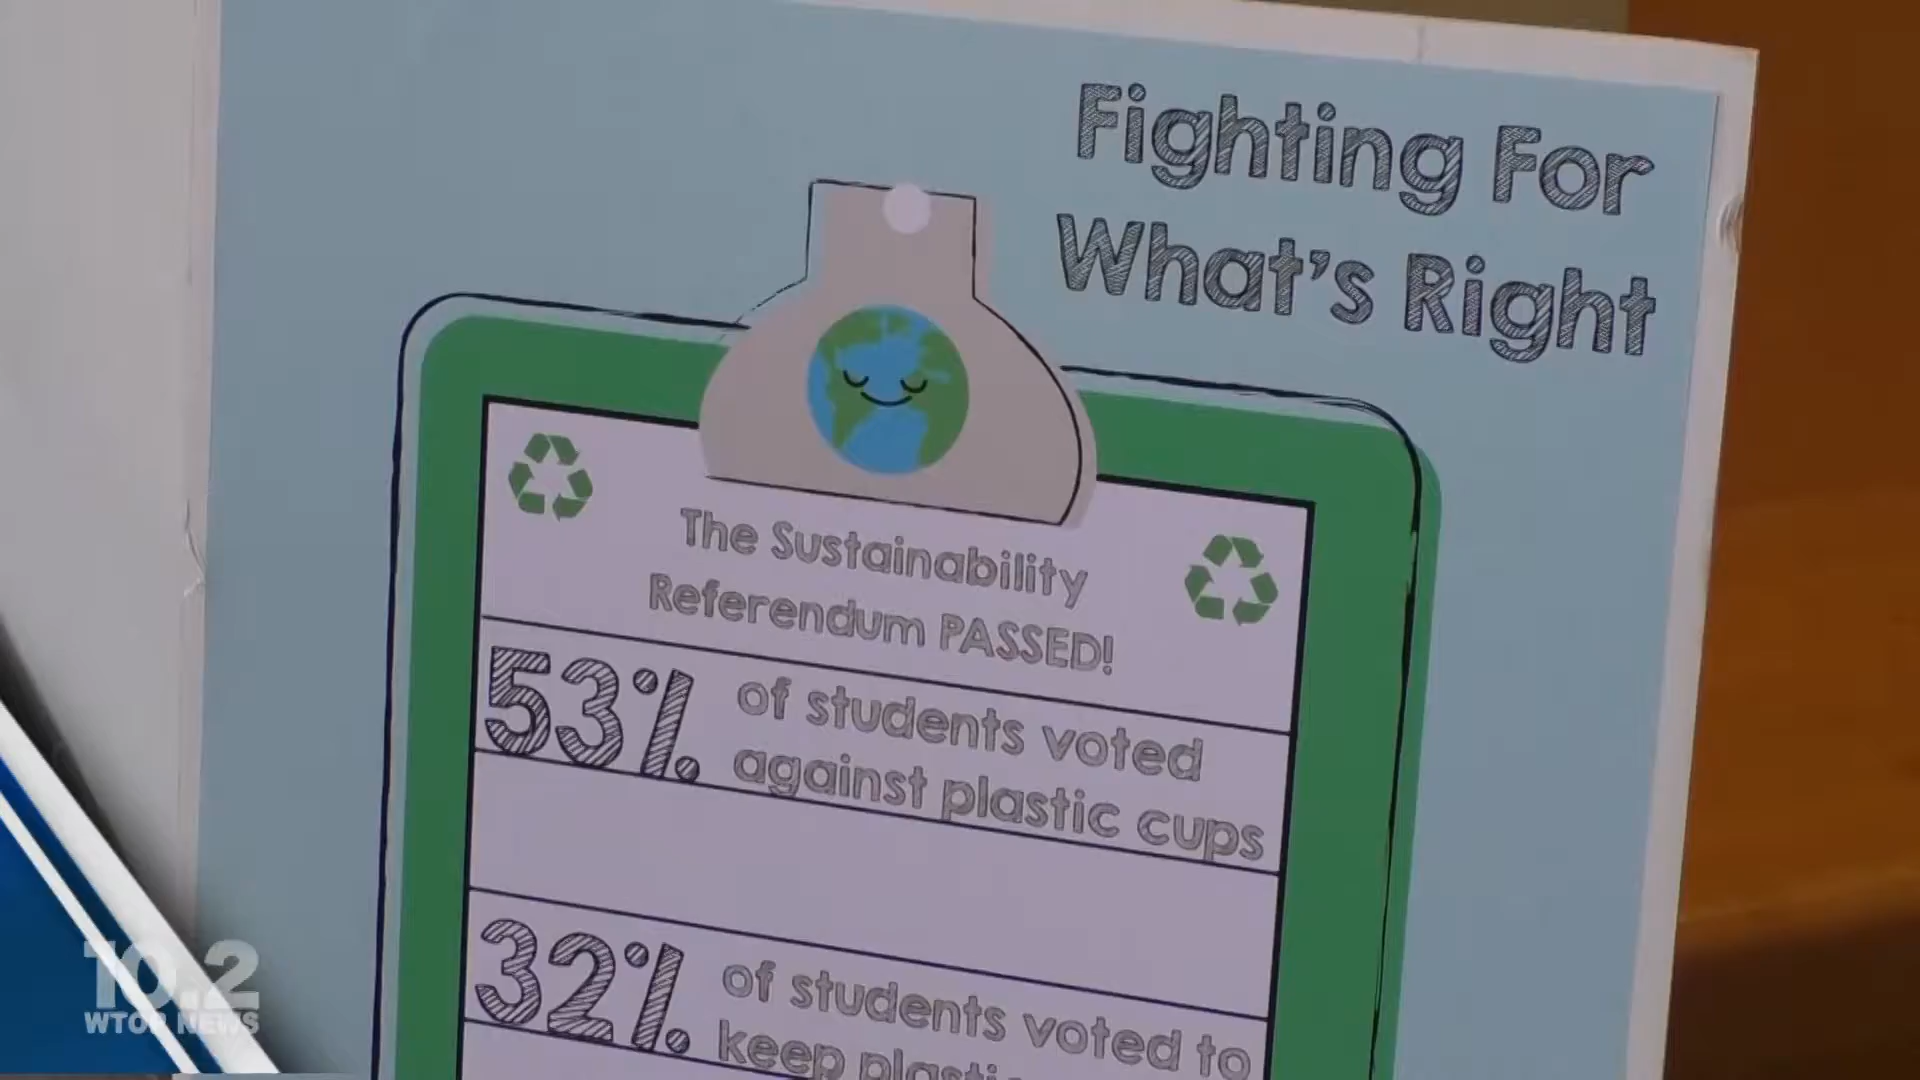 Fighting For
What's Right
The Sustainability
Referendum PASSED!
53% of students voted
against plastic cups
32% of students voted to
keep
10.2
WTOP NEWS